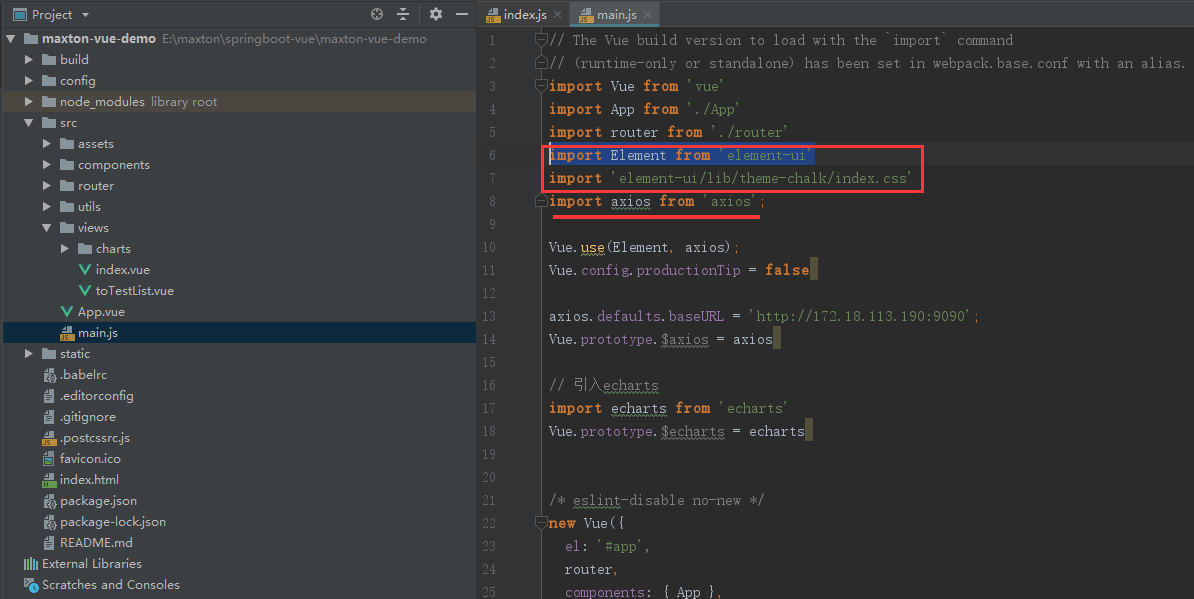 Project
maxton-vue-demo E:\maxton\springboot-vue\maxton-vue-demo
build
config
node_modules library root
src
assets
components
router
utils
views
charts
index.vue
toTestList.vue
App.vue
main.js
static
.babelrc
.editorconfig
.gitignore
.postcssrc.js
favicon.ico
index.html
package.json
package-lock.json
README.md
External Libraries
Scratches and Consoles
index.js main.js
1 // The Vue build version to load with the `import` command
2 // (runtime-only or standalone) has been set in webpack.base.conf with an alias.
3 import Vue from 'vue'
4 import App from './App'
5 import router from './router'
6 import Element from 'element-ui'
7 import 'element-ui/lib/theme-chalk/index.css'
8 import axios from 'axios';
9
10 Vue.use(Element, axios);
11 Vue.config.productionTip = false
12
13 axios.defaults.baseURL = 'http://172.18.113.190:9090';
14 Vue.prototype.$axios = axios
15
16 // 引入echarts
17 import echarts from 'echarts'
18 Vue.prototype.$echarts = echarts
19
20
21 /* eslint-disable no-new */
22 new Vue({
23 el: '#app',
24 router,
25 components: { App },